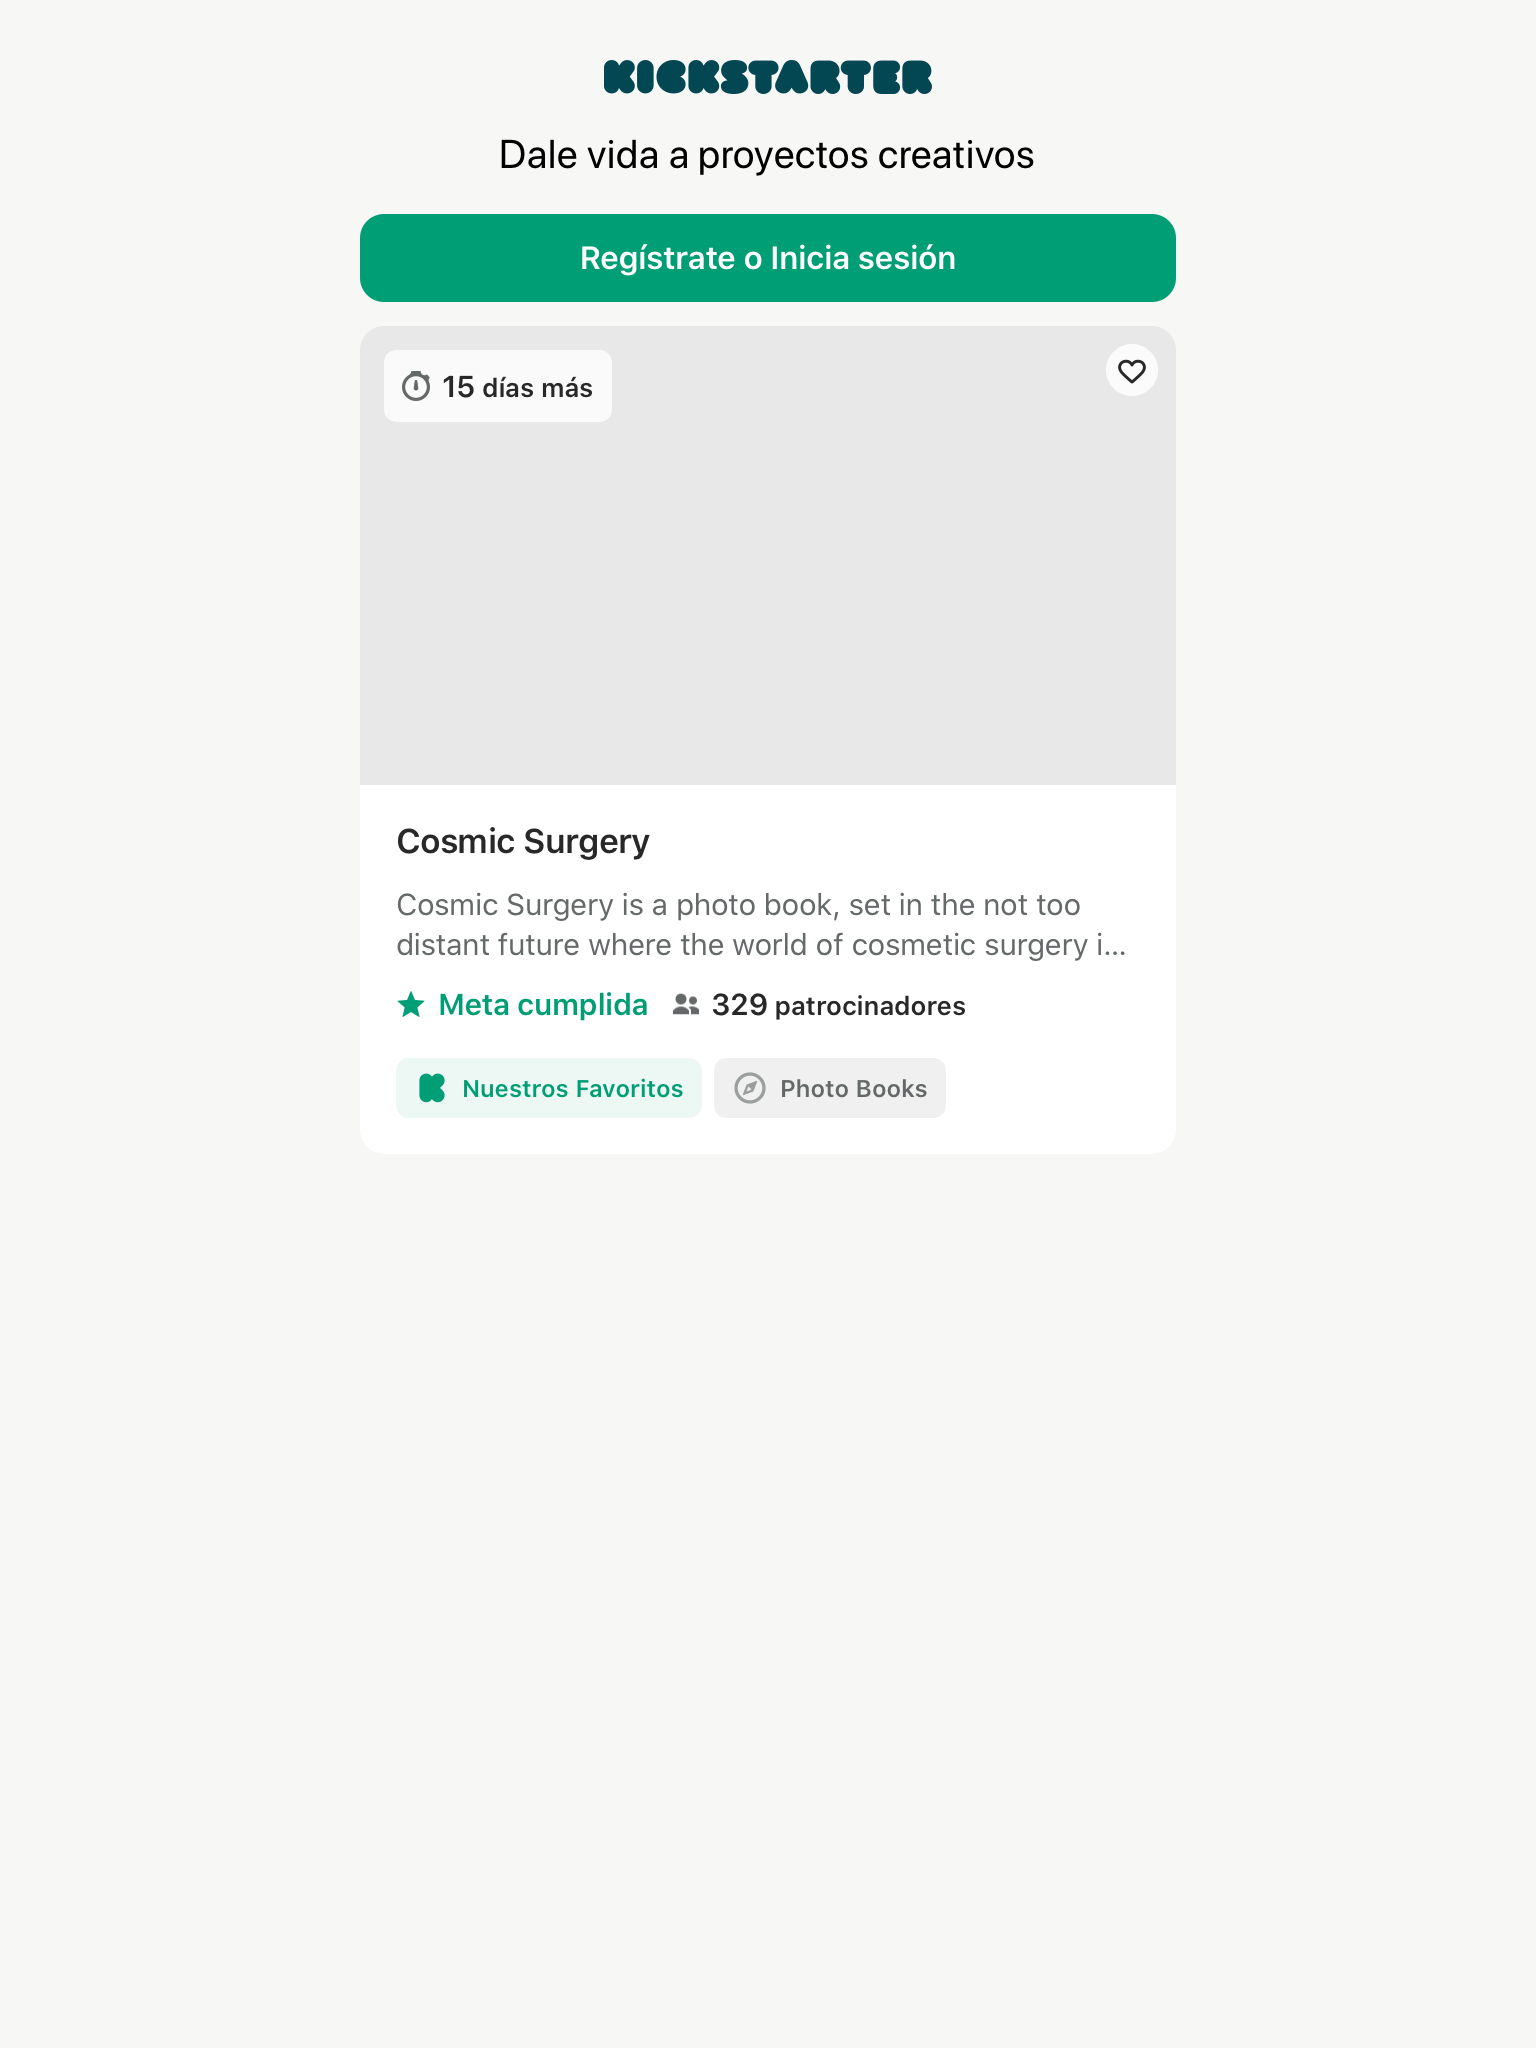 KICKSTARTER
Dale vida a proyectos creativos
Regístrate o Inicia sesión
15 días más
Cosmic Surgery
Cosmic Surgery is a photo book, set in the not too
distant future where the world of cosmetic surgery i...
Meta cumplida 329 patrocinadores
Nuestros Favoritos Photo Books